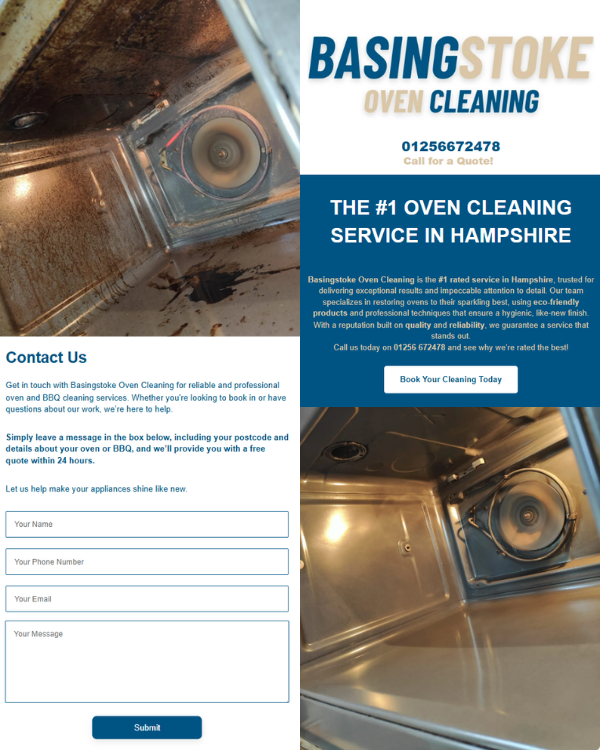 BASINGSTOKE
OVEN CLEANING
01256672478
Call for a Quote!
THE #1 OVEN CLEANING
SERVICE IN HAMPSHIRE
Basingstoke Oven Cleaning is the #1 rated service in Hampshire, trusted for
delivering exceptional results and impeccable attention to detail. Our team
specializes in restoring ovens to their sparkling best, using eco-friendly
products and professional techniques that ensure a hygienic, like-new finish.
With a reputation built on quality and reliability, we guarantee a service that
stands out.
Call us today on 01256 672478 and see why we're rated the best!
Book Your Cleaning Today
Contact Us
Get in touch with Basingstoke Oven Cleaning for reliable and professional
oven and BBQ cleaning services. Whether you're looking to book in or have
questions about our work, we're here to help.
Simply leave a message in the box below, including your postcode and
details about your oven or BBQ, and we'll provide you with a free
quote within 24 hours.
Let us help make your appliances shine like new.
Your Name
Your Phone Number
Your Email
Your Message
Submit